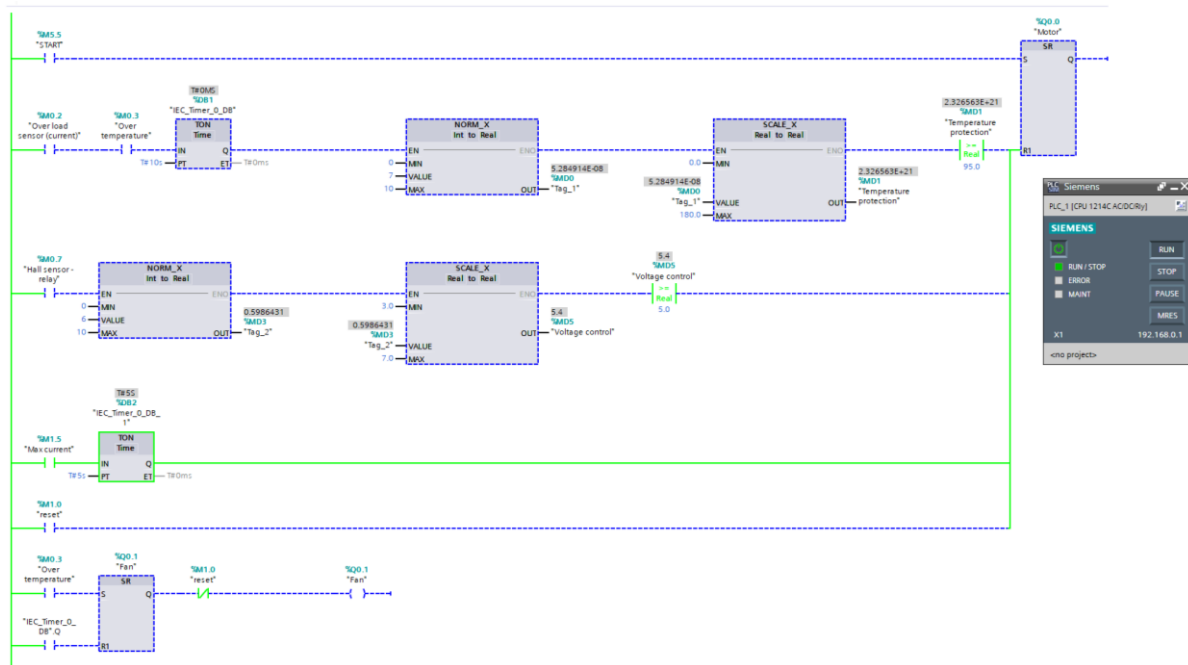 %Q0.0
"Motor"
%M5.5
"START"
SR
S
Q
R1
%M0.2
"Over load
sensor (current)"
%M0.3
"Over
temperature"
T#0MS
%DB1
"IEC_Timer_0_DB"
TON
Time
IN
Q
T#10s
PT
ET
T#0ms
NORM_X
Int to Real
EN
ENO
0
MIN
7
VALUE
10
MAX
OUT
5.284914E-08
%MD0
"Tag_1"
SCALE_X
Real to Real
EN
ENO
0.0
MIN
5.284914E-08
%MD0
"Tag_1"
VALUE
180.0
MAX
OUT
2.326563E+21
%MD1
"Temperature
protection"
2.326563E+21
%MD1
"Temperature
protection"
>=
Real
95.0
Siemens
PLC_1 [CPU 1214C AC/DC/Rly]
SIEMENS
RUN / STOP
ERROR
MAINT
RUN
STOP
PAUSE
MRES
X1
192.168.0.1
<no project>
%M0.7
"Hall sensor -
relay"
NORM_X
Int to Real
EN
ENO
0
MIN
6
VALUE
10
MAX
OUT
0.5986431
%MD3
"Tag_2"
SCALE_X
Real to Real
EN
ENO
3.0
MIN
0.5986431
%MD3
"Tag_2"
VALUE
7.0
MAX
OUT
5.4
%MD5
"Voltage control"
5.4
%MD5
"Voltage control"
>=
Real
5.0
T#5S
%DB2
"IEC_Timer_0_DB_
1"
%M1.5
"Max current"
TON
Time
IN
Q
T#5s
PT
ET
T#0ms
%M1.0
"reset"
%M0.3
"Over
temperature"
%Q0.1
"Fan"
SR
S
Q
R1
%M1.0
"reset"
%Q0.1
"Fan"
"IEC_Timer_0_
DB".Q